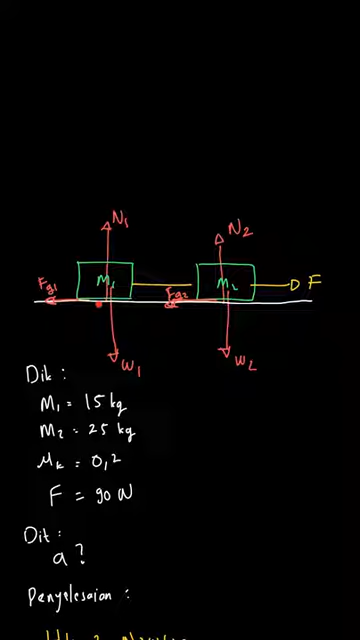 N₁
N₂
Fg₁
M₁
Fg₂
M₂
F
W₁
W₂
Dik :
M₁ = 15 kg
M₂ = 25 kg
μk = 0,2
F = 90 N
Dit :
a ?
Penyelesaian :